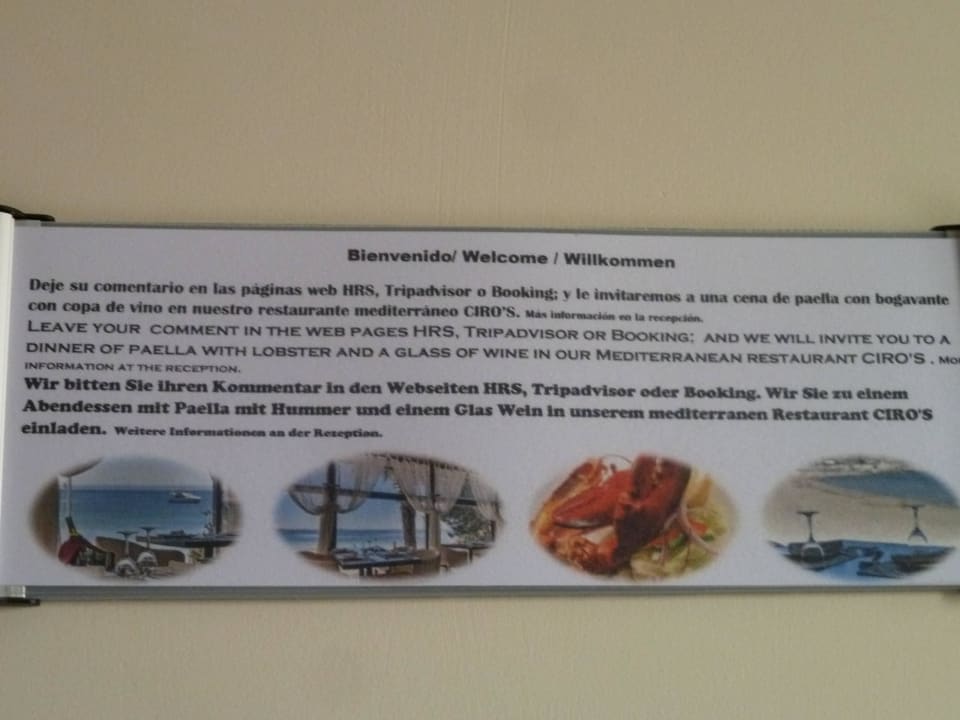 Bienvenido/ Welcome / Willkommen
Deje su comentario en las páginas web HRS, Tripadvisor o Booking; y le invitaremos a una cena de paella con bogavante
con copa de vino en nuestro restaurante mediterráneo CIRO'S. Más información en la recepción.
LEAVE YOUR COMMENT IN THE WEB PAGES HRS, TRIPADVISOR OR BOOKING; AND WE WILL INVITE YOU TO A
DINNER OF PAELLA WITH LOBSTER AND A GLASS OF WINE IN OUR MEDITERRANEAN RESTAURANT CIRO'S .
INFORMATION AT THE RECEPTION.
Wir bitten Sie ihren Kommentar in den Webseiten HRS, Tripadvisor oder Booking. Wir Sie zu einem
Abendessen mit Paella mit Hummer und einem Glas Wein in unserem mediterranen Restaurant CIRO'S
einladen. Weitere Informationen an der Rezeption.